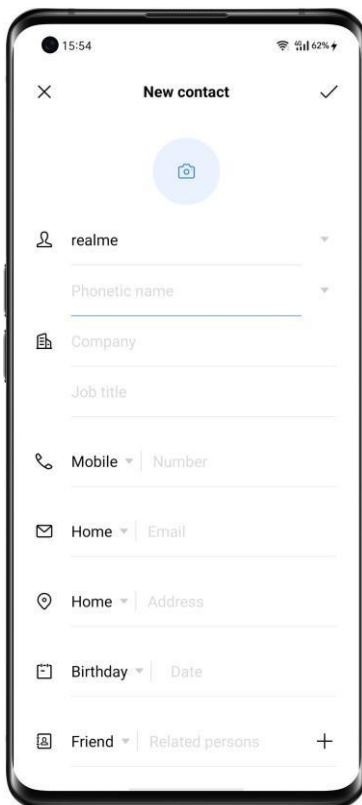 15:54 4G 62%
New contact
realme
Phonetic name
Company
Job title
Mobile Number
Home Email
Home Address
Birthday Date
Friend Related persons